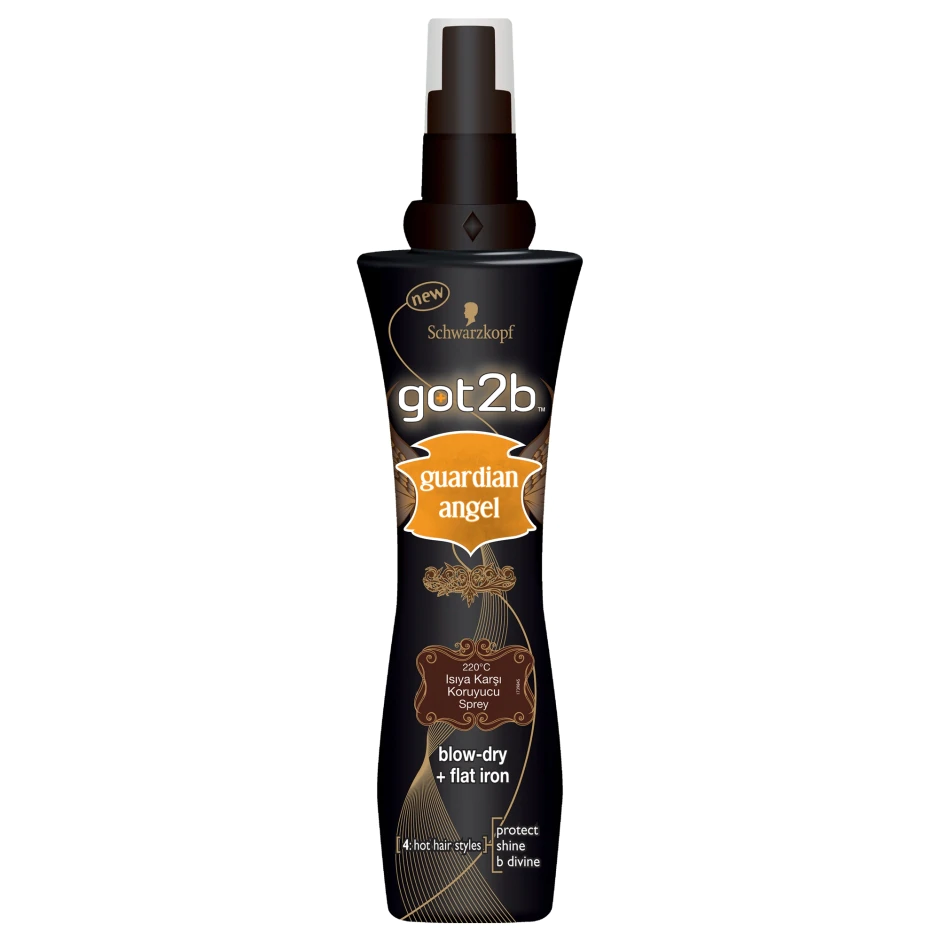 new
Schwarzkopf
got2b™
guardian
angel
220°C
Isıya Karşı
Koruyucu
Sprey
blow-dry
+ flat iron
[4: hot hair styles]
protect
shine
b divine